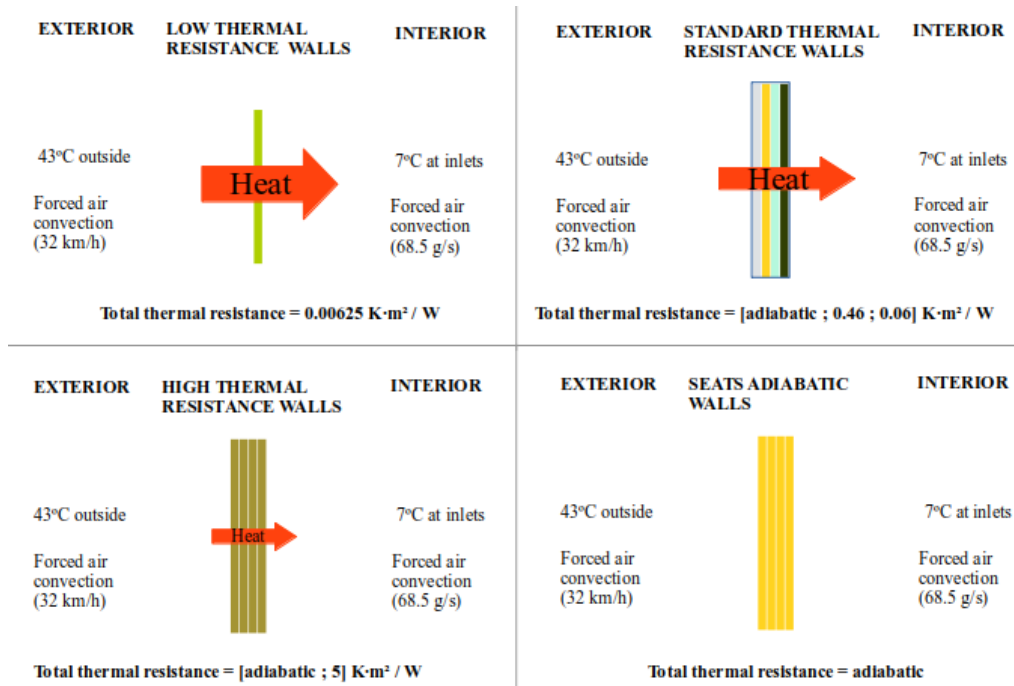 EXTERIOR
LOW THERMAL
RESISTANCE WALLS
INTERIOR
43ºC outside
Forced air
convection
(32 km/h)
Heat
7ºC at inlets
Forced air
convection
(68.5 g/s)
Total thermal resistance = 0.00625 K·m² / W
EXTERIOR
STANDARD THERMAL
RESISTANCE WALLS
INTERIOR
43ºC outside
Forced air
convection
(32 km/h)
Heat
7ºC at inlets
Forced air
convection
(68.5 g/s)
Total thermal resistance = [adiabatic ; 0.46 ; 0.06] K·m² / W
EXTERIOR
HIGH THERMAL
RESISTANCE WALLS
INTERIOR
43ºC outside
Forced air
convection
(32 km/h)
Heat
7ºC at inlets
Forced air
convection
(68.5 g/s)
Total thermal resistance = [adiabatic ; 5] K·m² / W
EXTERIOR
SEATS ADIABATIC
WALLS
INTERIOR
43ºC outside
Forced air
convection
(32 km/h)
7ºC at inlets
Forced air
convection
(68.5 g/s)
Total thermal resistance = adiabatic